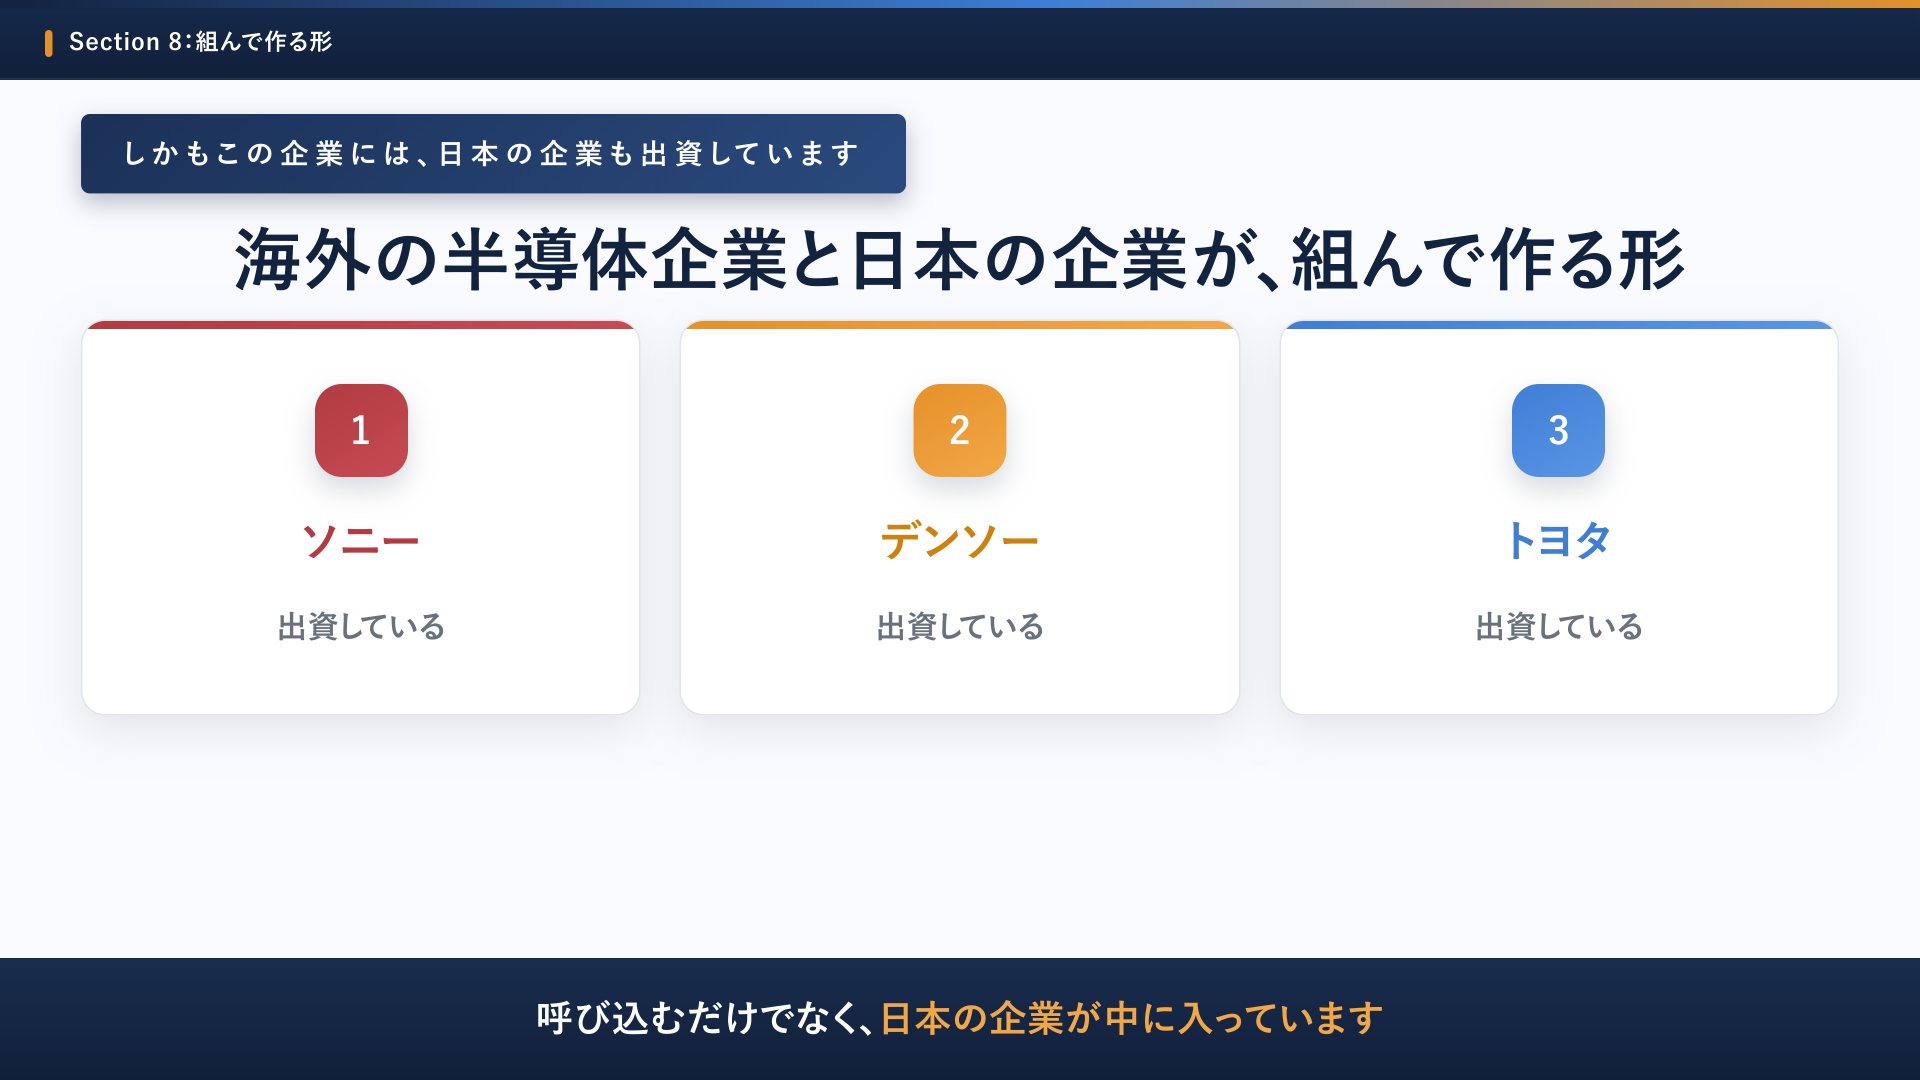 Section 8：組んで作る形
しかもこの企業には、日本の企業も出資しています
海外の半導体企業と日本の企業が、組んで作る形
1
ソニー
出資している
2
デンソー
出資している
3
トヨタ
出資している
呼び込むだけでなく、日本の企業が中に入っています